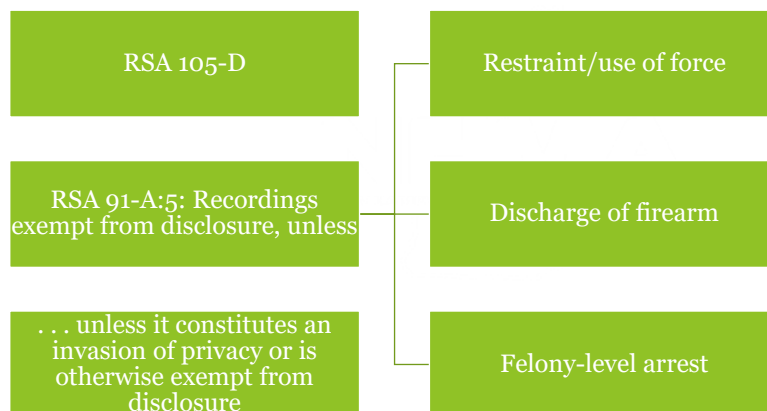 RSA 105-D
RSA 91-A:5: Recordings
exempt from disclosure, unless
. . . unless it constitutes an
invasion of privacy or is
otherwise exempt from
disclosure
Restraint/use of force
Discharge of firearm
Felony-level arrest